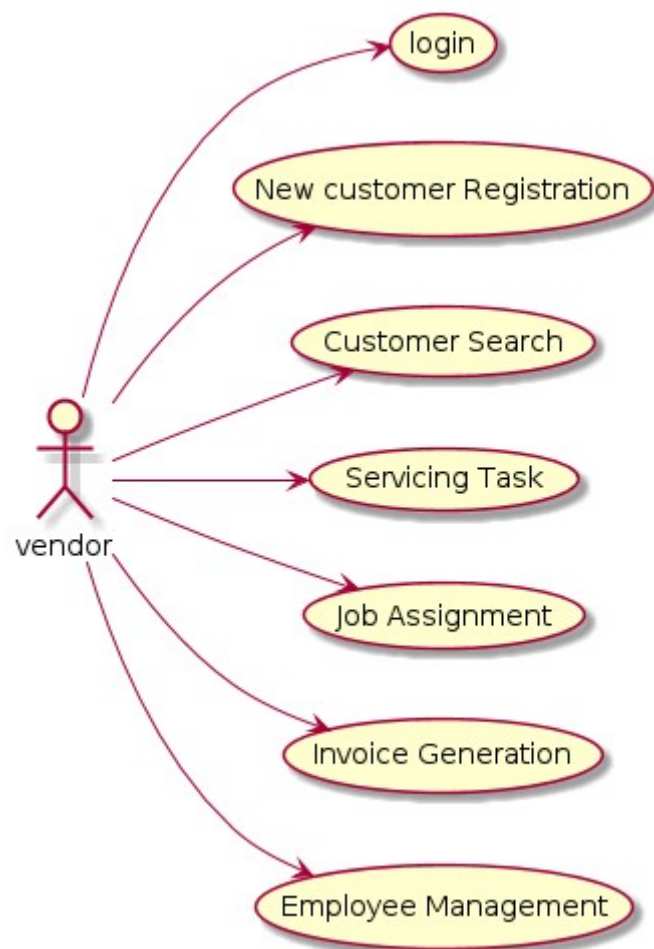 login
New customer Registration
Customer Search
Servicing Task
vendor
Job Assignment
Invoice Generation
Employee Management